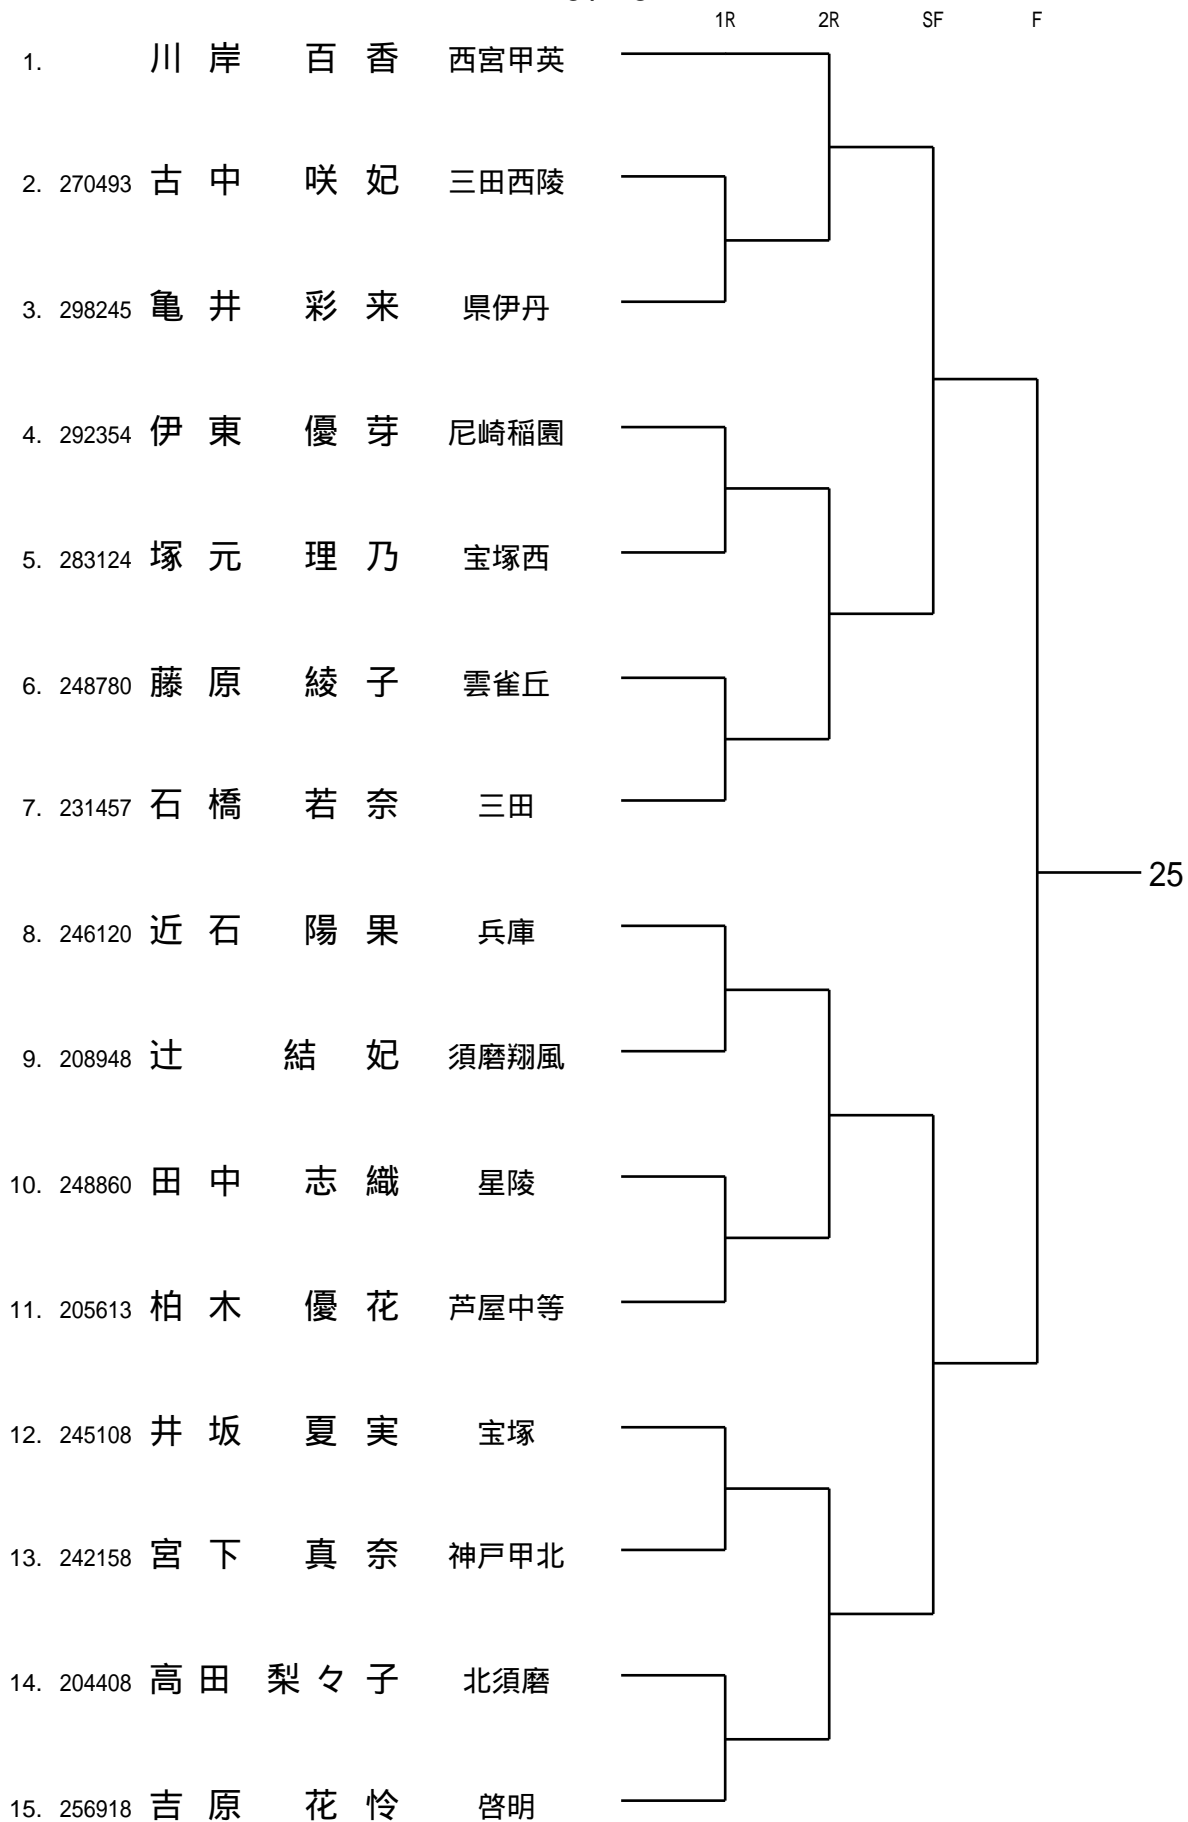 1R 2R SF F
1. 川岸 百香 西宮甲英
2. 270493 古中 咲妃 三田西陵
3. 298245 亀井 彩来 県伊丹
4. 292354 伊東 優芽 尼崎稲園
5. 283124 塚元 理乃 宝塚西
6. 248780 藤原 綾子 雲雀丘
7. 231457 石橋 若奈 三田
25
8. 246120 近石 陽果 兵庫
9. 208948 辻 結妃 須磨翔風
10. 248860 田中 志織 星陵
11. 205613 柏木 優花 芦屋中等
12. 245108 井坂 夏実 宝塚
13. 242158 宮下 真奈 神戸甲北
14. 204408 高田 梨々子 北須磨
15. 256918 吉原 花怜 啓明